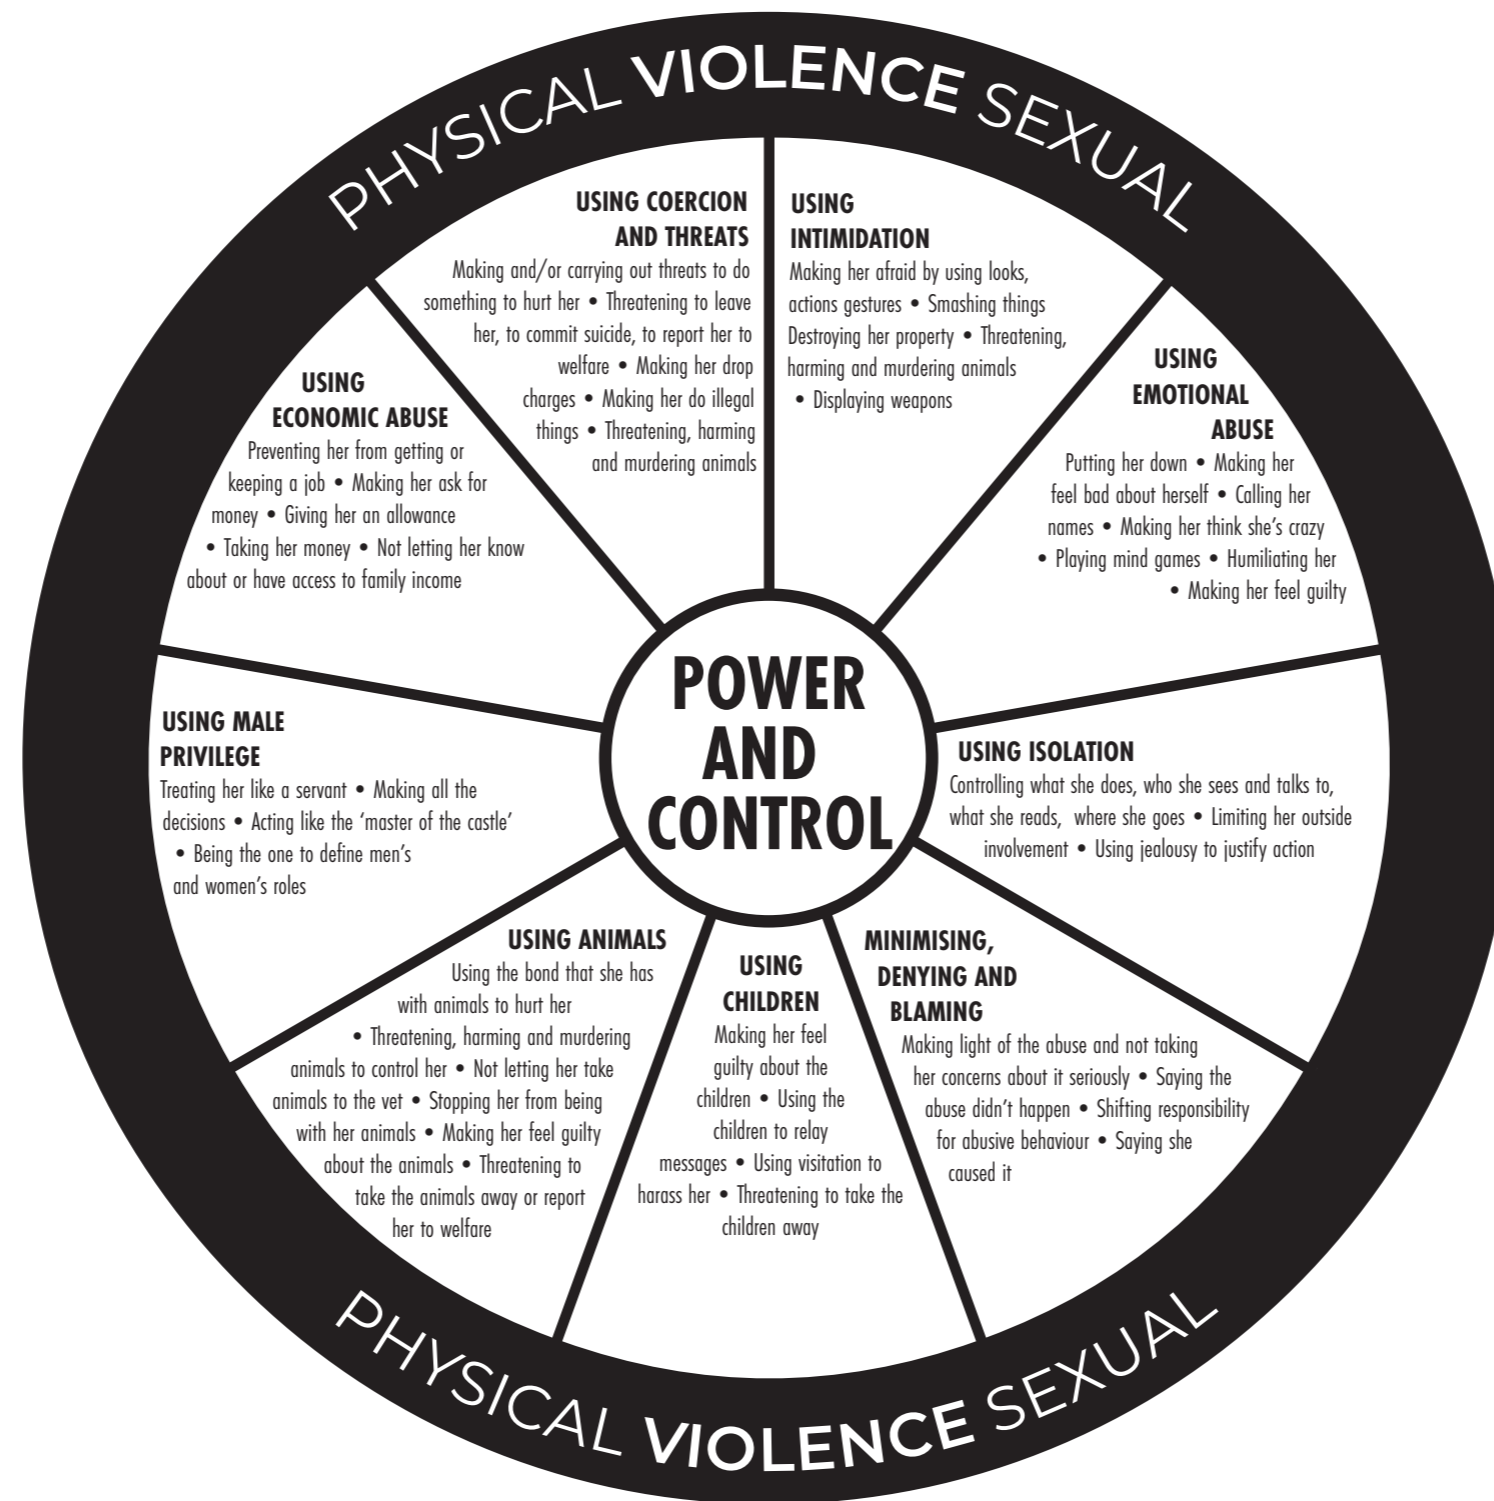 PHYSICAL VIOLENCE SEXUAL
USING COERCION
AND THREATS
Making and/or carrying out threats to do
something to hurt her • Threatening to leave
her, to commit suicide, to report her to
welfare • Making her drop
charges • Making her do illegal
things • Threatening, harming
and murdering animals
USING
INTIMIDATION
Making her afraid by using looks,
actions gestures • Smashing things
Destroying her property • Threatening,
harming and murdering animals
• Displaying weapons
USING
EMOTIONAL
ABUSE
Putting her down • Making her
feel bad about herself • Calling her
names • Making her think she's crazy
• Playing mind games • Humiliating her
• Making her feel guilty
USING ISOLATION
Controlling what she does, who she sees and talks to,
what she reads, where she goes • Limiting her outside
involvement • Using jealousy to justify action
MINIMISING,
DENYING AND
BLAMING
Making light of the abuse and not taking
her concerns about it seriously • Saying the
abuse didn't happen • Shifting responsibility
for abusive behaviour • Saying she
caused it
USING
CHILDREN
Making her feel
guilty about the
children • Using the
children to relay
messages • Using visitation to
harass her • Threatening to take the
children away
USING ANIMALS
Using the bond that she has
with animals to hurt her
• Threatening, harming and murdering
animals to control her • Not letting her take
animals to the vet • Stopping her from being
with her animals • Making her feel guilty
about the animals • Threatening to
take the animals away or report
her to welfare
USING MALE
PRIVILEGE
Treating her like a servant • Making all the
decisions • Acting like the 'master of the castle'
• Being the one to define men's
and women's roles
USING
ECONOMIC ABUSE
Preventing her from getting or
keeping a job • Making her ask for
money • Giving her an allowance
• Taking her money • Not letting her know
about or have access to family income
POWER
AND
CONTROL
PHYSICAL VIOLENCE SEXUAL